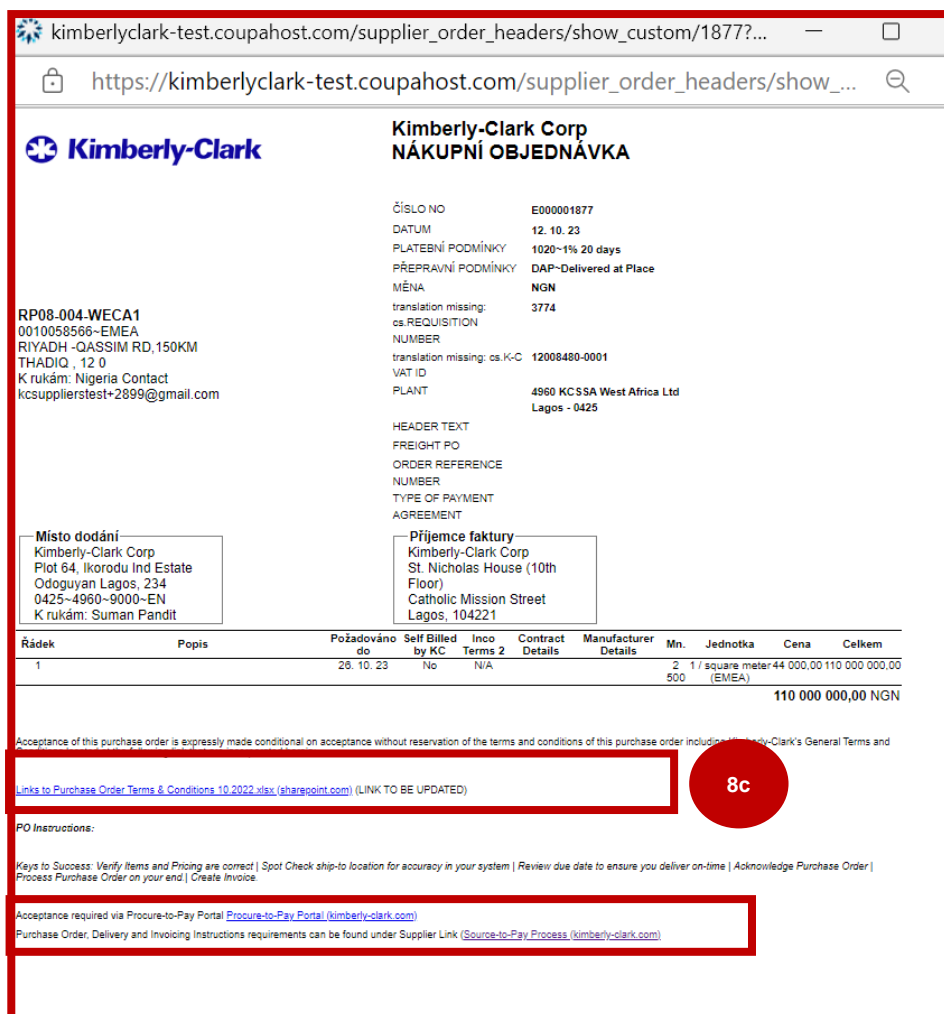 kimberlyclark-test.coupahost.com/supplier_order_headers/show_custom/1877?...
https://kimberlyclark-test.coupahost.com/supplier_order_headers/show_...
Kimberly-Clark
Kimberly-Clark Corp
NÁKUPNÍ OBJEDNÁVKA
ČÍSLO NO E000001877
DATUM 12. 10. 23
PLATEBNÍ PODMÍNKY 1020~1% 20 days
PŘEPRAVNÍ PODMÍNKY DAP~Delivered at Place
MĚNA NGN
translation missing: 3774
cs.REQUISITION
NUMBER
translation missing: cs.K-C 12008480-0001
VAT ID
PLANT 4960 KCSSA West Africa Ltd
Lagos - 0425
HEADER TEXT
FREIGHT PO
ORDER REFERENCE
NUMBER
TYPE OF PAYMENT
AGREEMENT
RP08-004-WECA1
0010058566~EMEA
RIYADH -QASSIM RD,150KM
THADIQ , 12 0
K rukám: Nigeria Contact
kcsupplierstest+2899@gmail.com
Místo dodání
Kimberly-Clark Corp
Plot 64, Ikorodu Ind Estate
Odoguyan Lagos, 234
0425~4960~9000~EN
K rukám: Suman Pandit
Příjemce faktury
Kimberly-Clark Corp
St. Nicholas House (10th
Floor)
Catholic Mission Street
Lagos, 104221
Řádek Popis Požadováno do Self Billed by KC Inco Terms 2 Contract Details Manufacturer Details Mn. Jednotka Cena Celkem
1 26. 10. 23 No N/A 2 500 1 / square meter (EMEA) 44 000,00 110 000 000,00
110 000 000,00 NGN
Acceptance of this purchase order is expressly made conditional on acceptance without reservation of the terms and conditions of this purchase order including Kimberly-Clark's General Terms and
Links to Purchase Order Terms & Conditions 10.2022.xlsx (sharepoint.com) (LINK TO BE UPDATED)
8c
PO Instructions:
Keys to Success: Verify Items and Pricing are correct | Spot Check ship-to location for accuracy in your system | Review due date to ensure you deliver on-time | Acknowledge Purchase Order |
Process Purchase Order on your end.| Create Invoice.
Acceptance required via Procure-to-Pay Portal Procure-to-Pay Portal (kimberly-clark.com)
Purchase Order, Delivery and Invoicing Instructions requirements can be found under Supplier Link (Source-to-Pay Process (kimberly-clark.com)